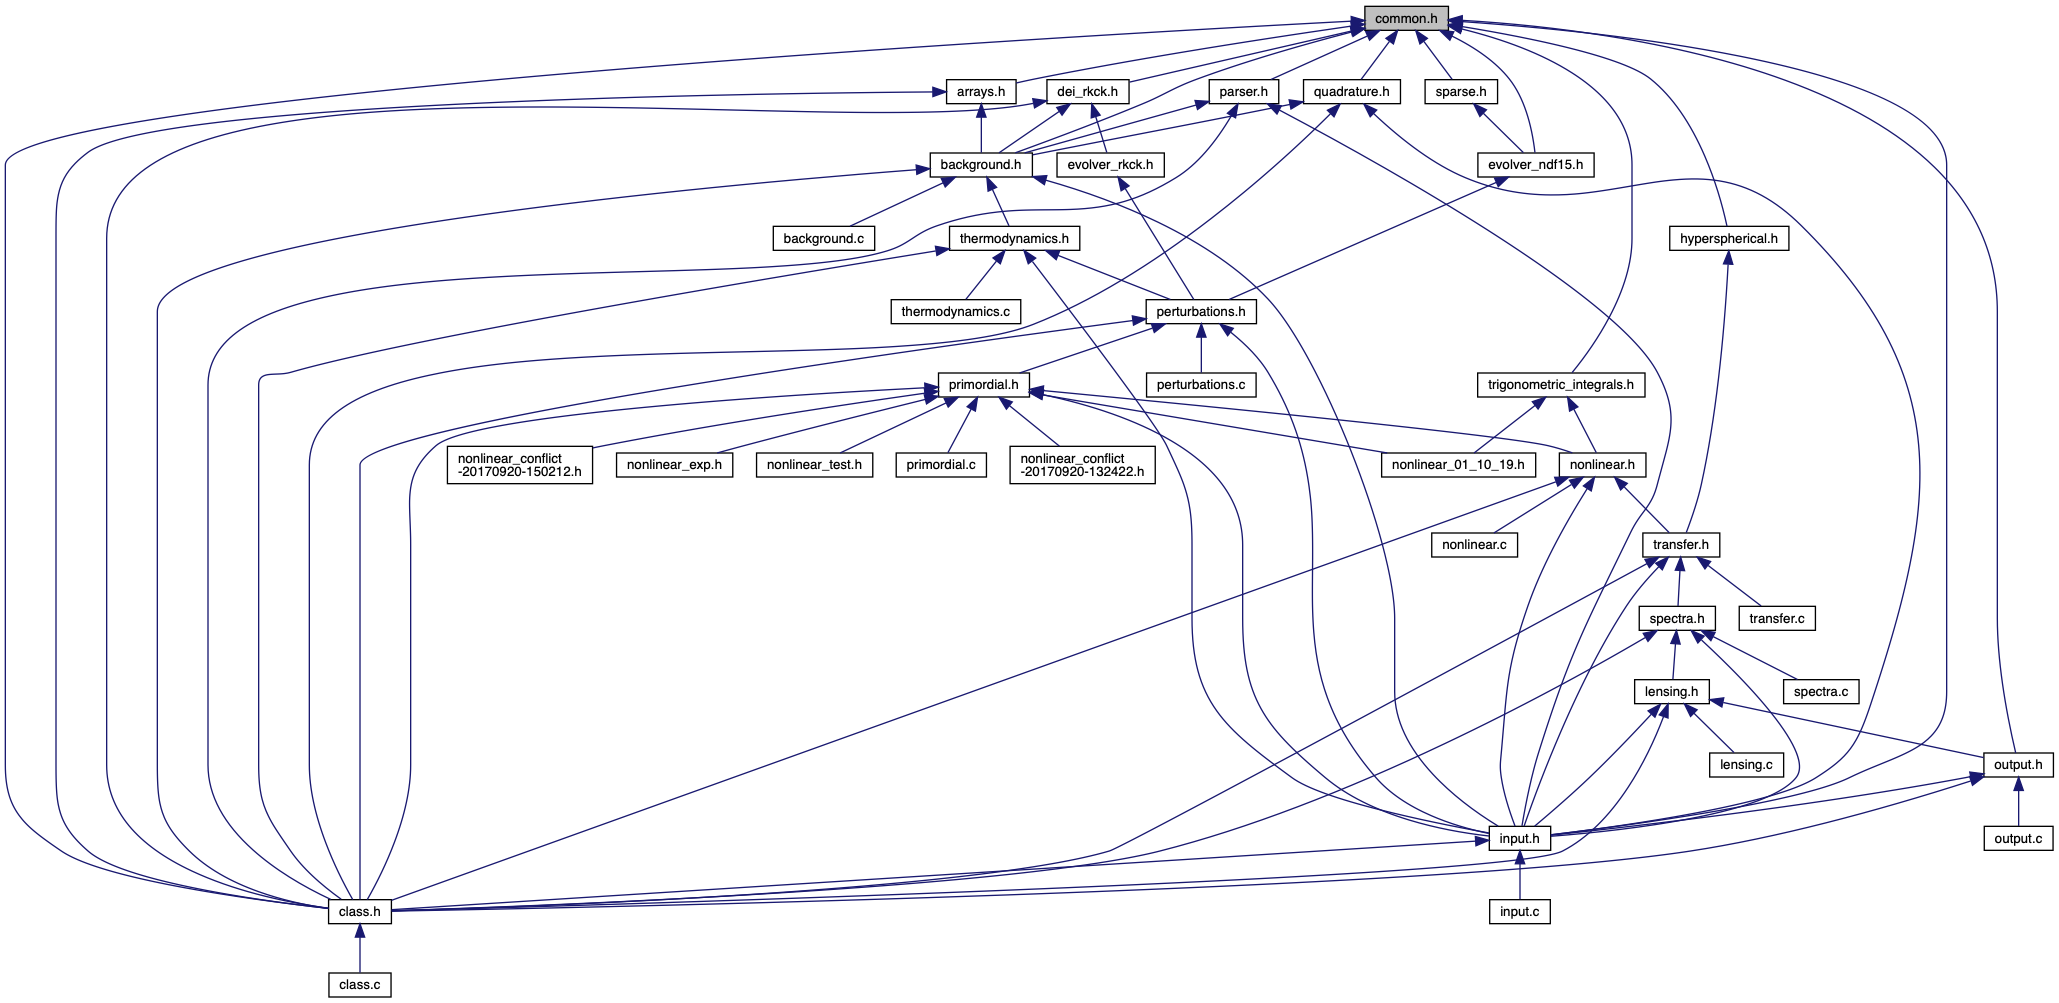 common.h
arrays.h
dei_rkck.h
parser.h
quadrature.h
sparse.h
background.h
evolver_rkck.h
evolver_ndf15.h
background.c
thermodynamics.h
hyperspherical.h
thermodynamics.c
perturbations.h
primordial.h
perturbations.c
trigonometric_integrals.h
nonlinear_conflict
-20170920-150212.h
nonlinear_exp.h
nonlinear_test.h
primordial.c
nonlinear_conflict
-20170920-132422.h
nonlinear_01_10_19.h
nonlinear.h
nonlinear.c
transfer.h
spectra.h
transfer.c
lensing.h
spectra.c
lensing.c
output.h
input.h
output.c
class.h
input.c
class.c